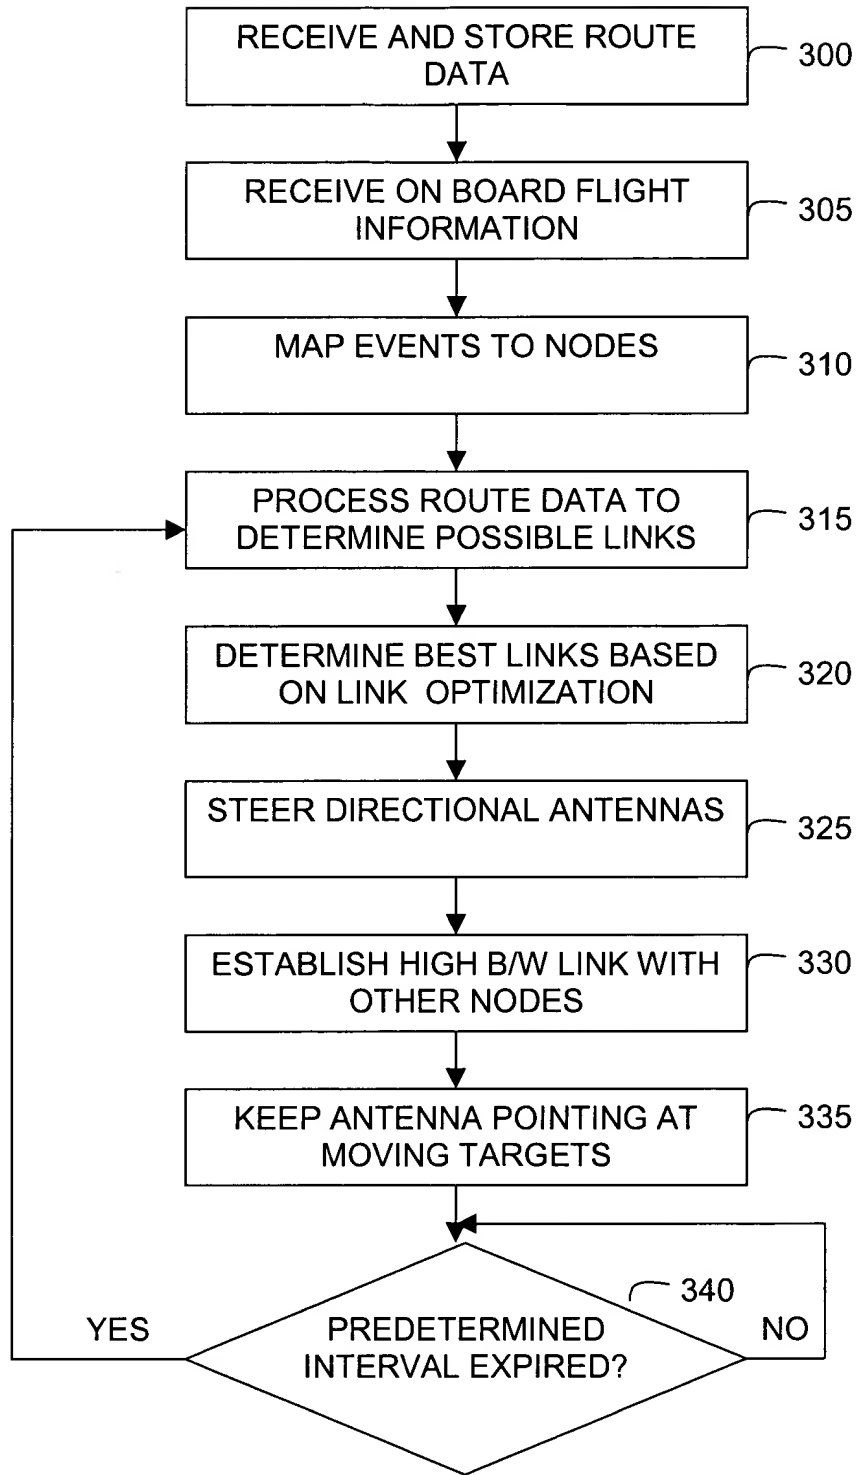 RECEIVE AND STORE ROUTE
DATA
300
RECEIVE ON BOARD FLIGHT
INFORMATION
305
MAP EVENTS TO NODES
310
PROCESS ROUTE DATA TO
DETERMINE POSSIBLE LINKS
315
DETERMINE BEST LINKS BASED
ON LINK OPTIMIZATION
320
STEER DIRECTIONAL ANTENNAS
325
ESTABLISH HIGH B/W LINK WITH
OTHER NODES
330
KEEP ANTENNA POINTING AT
MOVING TARGETS
335
340
YES
PREDETERMINED
INTERVAL EXPIRED?
NO